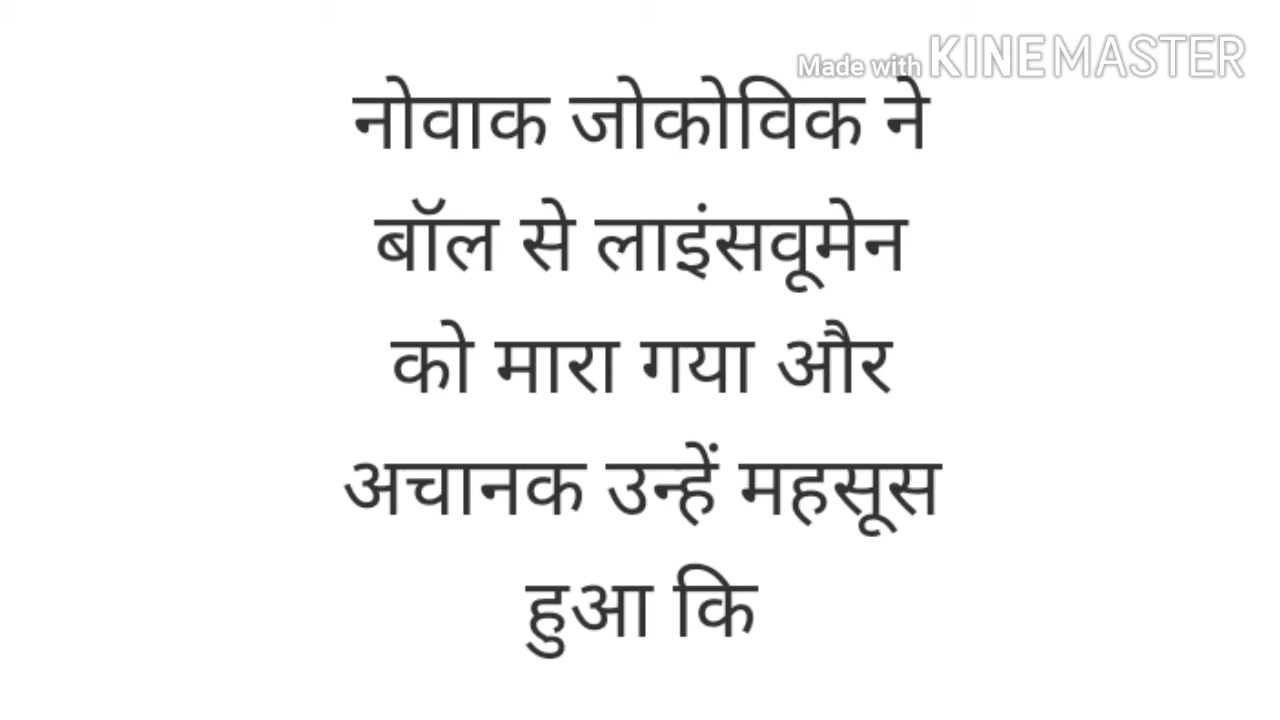 Made with KINEMASTER
नोवाक जोकोविक ने
बॉल से लाइंसवूमेन
को मारा गया और
अचानक उन्हें महसूस
हुआ कि